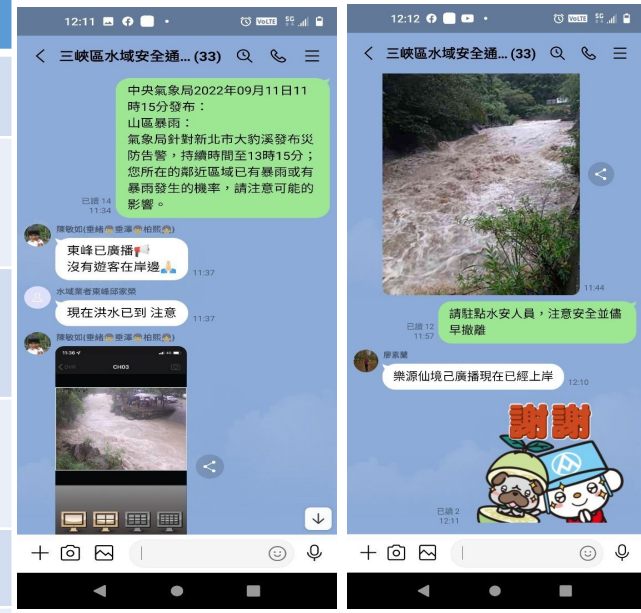 12:11
VoLTE 5G
三峽區水域安全通... (33)
中央氣象局2022年09月11日11
時15分發布：
山區暴雨：
氣象局針對新北市大豹溪發布災
防告警，持續時間至13時15分；
您所在的鄰近區域已有暴雨或有
暴雨發生的機率，請注意可能的
影響。
已讀 14
11:34
陳敏如(垂緒垂澤柏熙)
東峰已廣播
沒有遊客在岸邊
11:37
水域業者東峰邱家榮
現在洪水已到 注意
11:37
陳敏如(垂緒垂澤柏熙)
11:36
CH03
12:12
VoLTE 5G
三峽區水域安全通... (33)
11:44
請駐點水安人員，注意安全並儘
早撤離
已讀 12
11:57
廖素蘭
樂源仙境己廣播現在已經上岸
12:10
謝謝
已讀 2
12:11